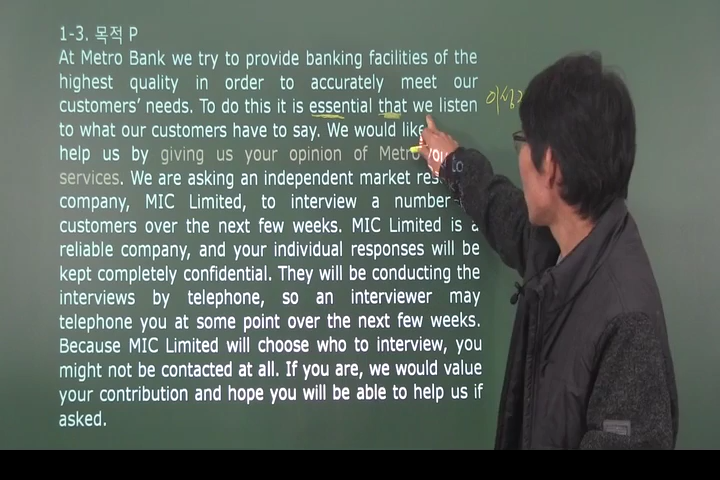 1-3. 목적 P
At Metro Bank we try to provide banking facilities of the
highest quality in order to accurately meet our
customers' needs. To do this it is essential that we listen
to what our customers have to say. We would like
help us by giving us your opinion of Metro
services. We are asking an independent market
company, MIC Limited, to interview a number
customers over the next few weeks. MIC Limited is a
reliable company, and your individual responses will be
kept completely confidential. They will be conducting the
interviews by telephone, so an interviewer may
telephone you at some point over the next few weeks.
Because MIC Limited will choose who to interview, you
might not be contacted at all. If you are, we would value
your contribution and hope you will be able to help us if
asked.